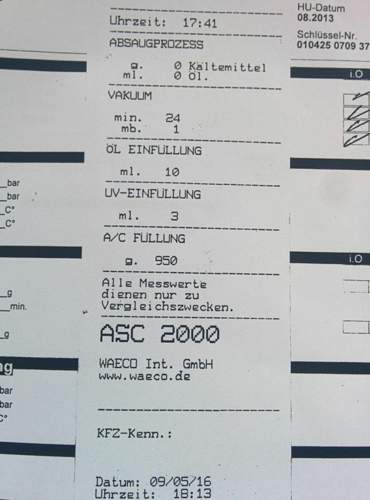 HU-Datum
08.2013
Schlüssel-Nr.
010425 0709 37
i.O
Uhrzeit: 17:41
ABSAUGPROZESS
g. 0 Kältemittel
ml. 0 Öl.
VAKUUM
min. 24
mb. 1
ÖL EINFÜLLUNG
ml. 10
UV-EINFÜLLUNG
ml. 3
A/C FÜLLUNG
g. 950
Alle Messwerte
dienen nur zu
Vergleichszwecken.
ASC 2000
WAECO Int. GmbH
www.waeco.de
KFZ-Kenn.:
Datum: 09/05/16
Uhrzeit: 18:13
bar
bar
C°
C°
g
min.
g
ng
bar
bar
C°
i.O